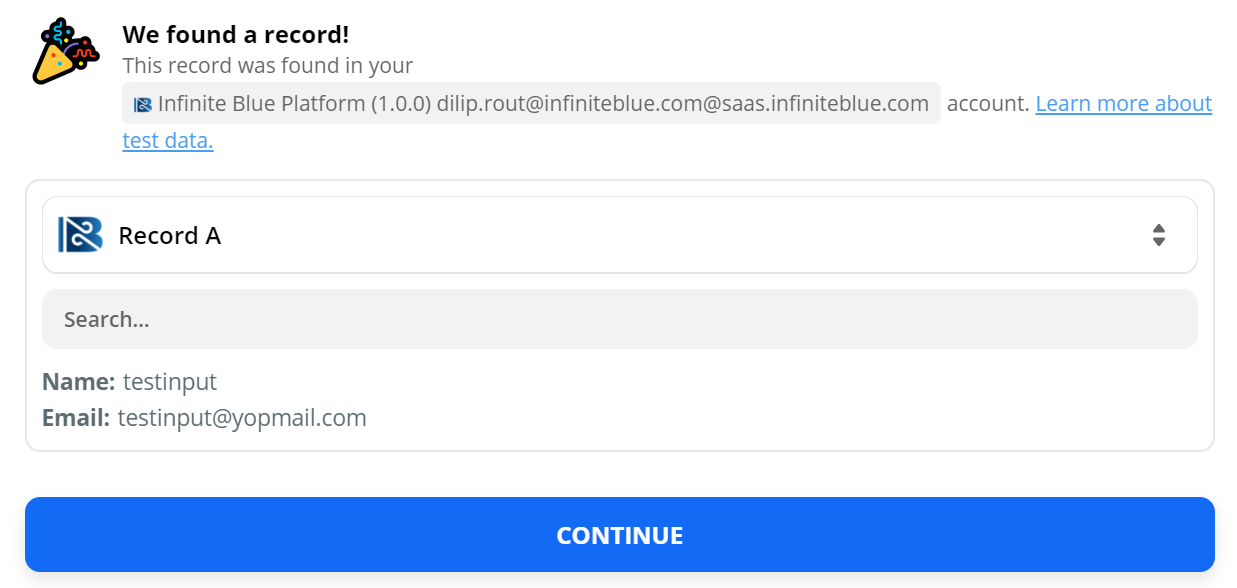 We found a record!
This record was found in your
Infinite Blue Platform (1.0.0) dilip.rout@infiniteblue.com@saas.infiniteblue.com account. Learn more about
test data.
Record A
Search...
Name: testinput
Email: testinput@yopmail.com
CONTINUE